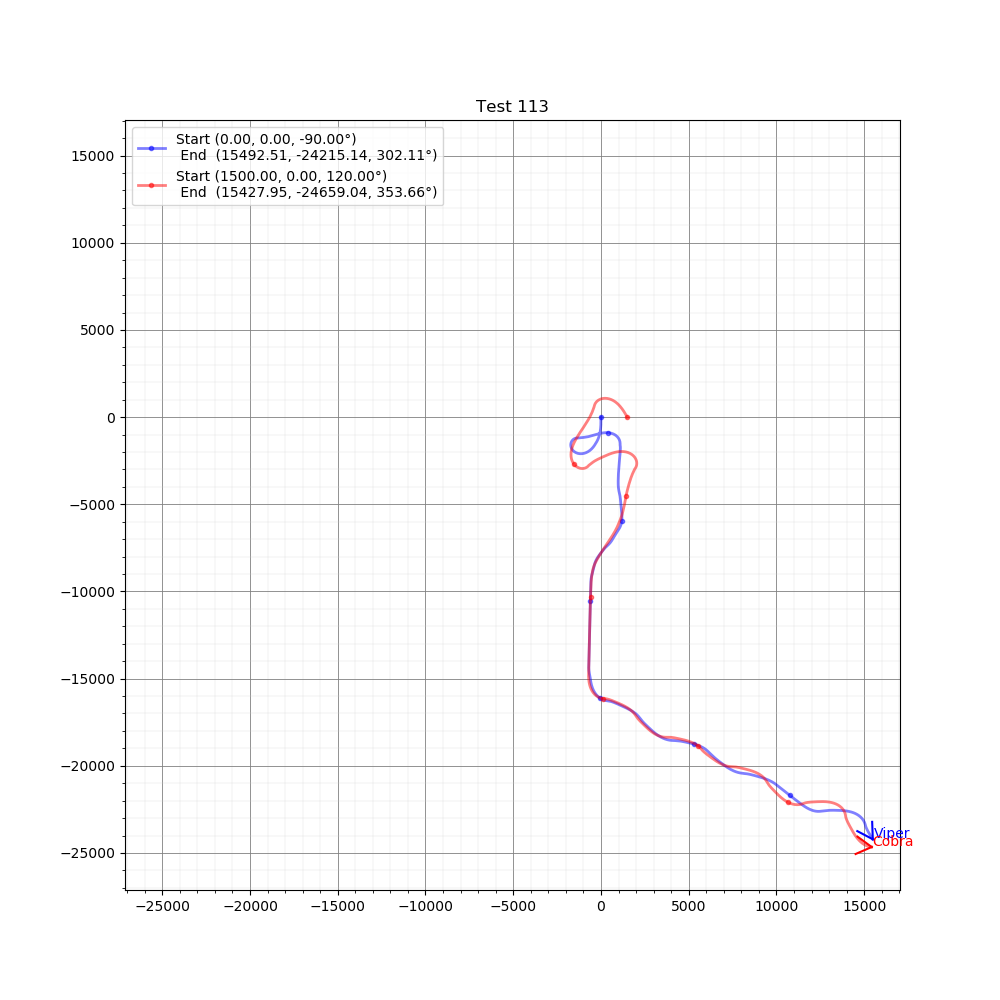 Test 113
Start (0.00, 0.00, -90.00°)
End (15492.51, -24215.14, 302.11°)
Start (1500.00, 0.00, 120.00°)
End (15427.95, -24659.04, 353.66°)
15000
10000
5000
0
−5000
−10000
−15000
−20000
−25000
Viper
Cobra
−25000 −20000 −15000 −10000 −5000 0 5000 10000 15000